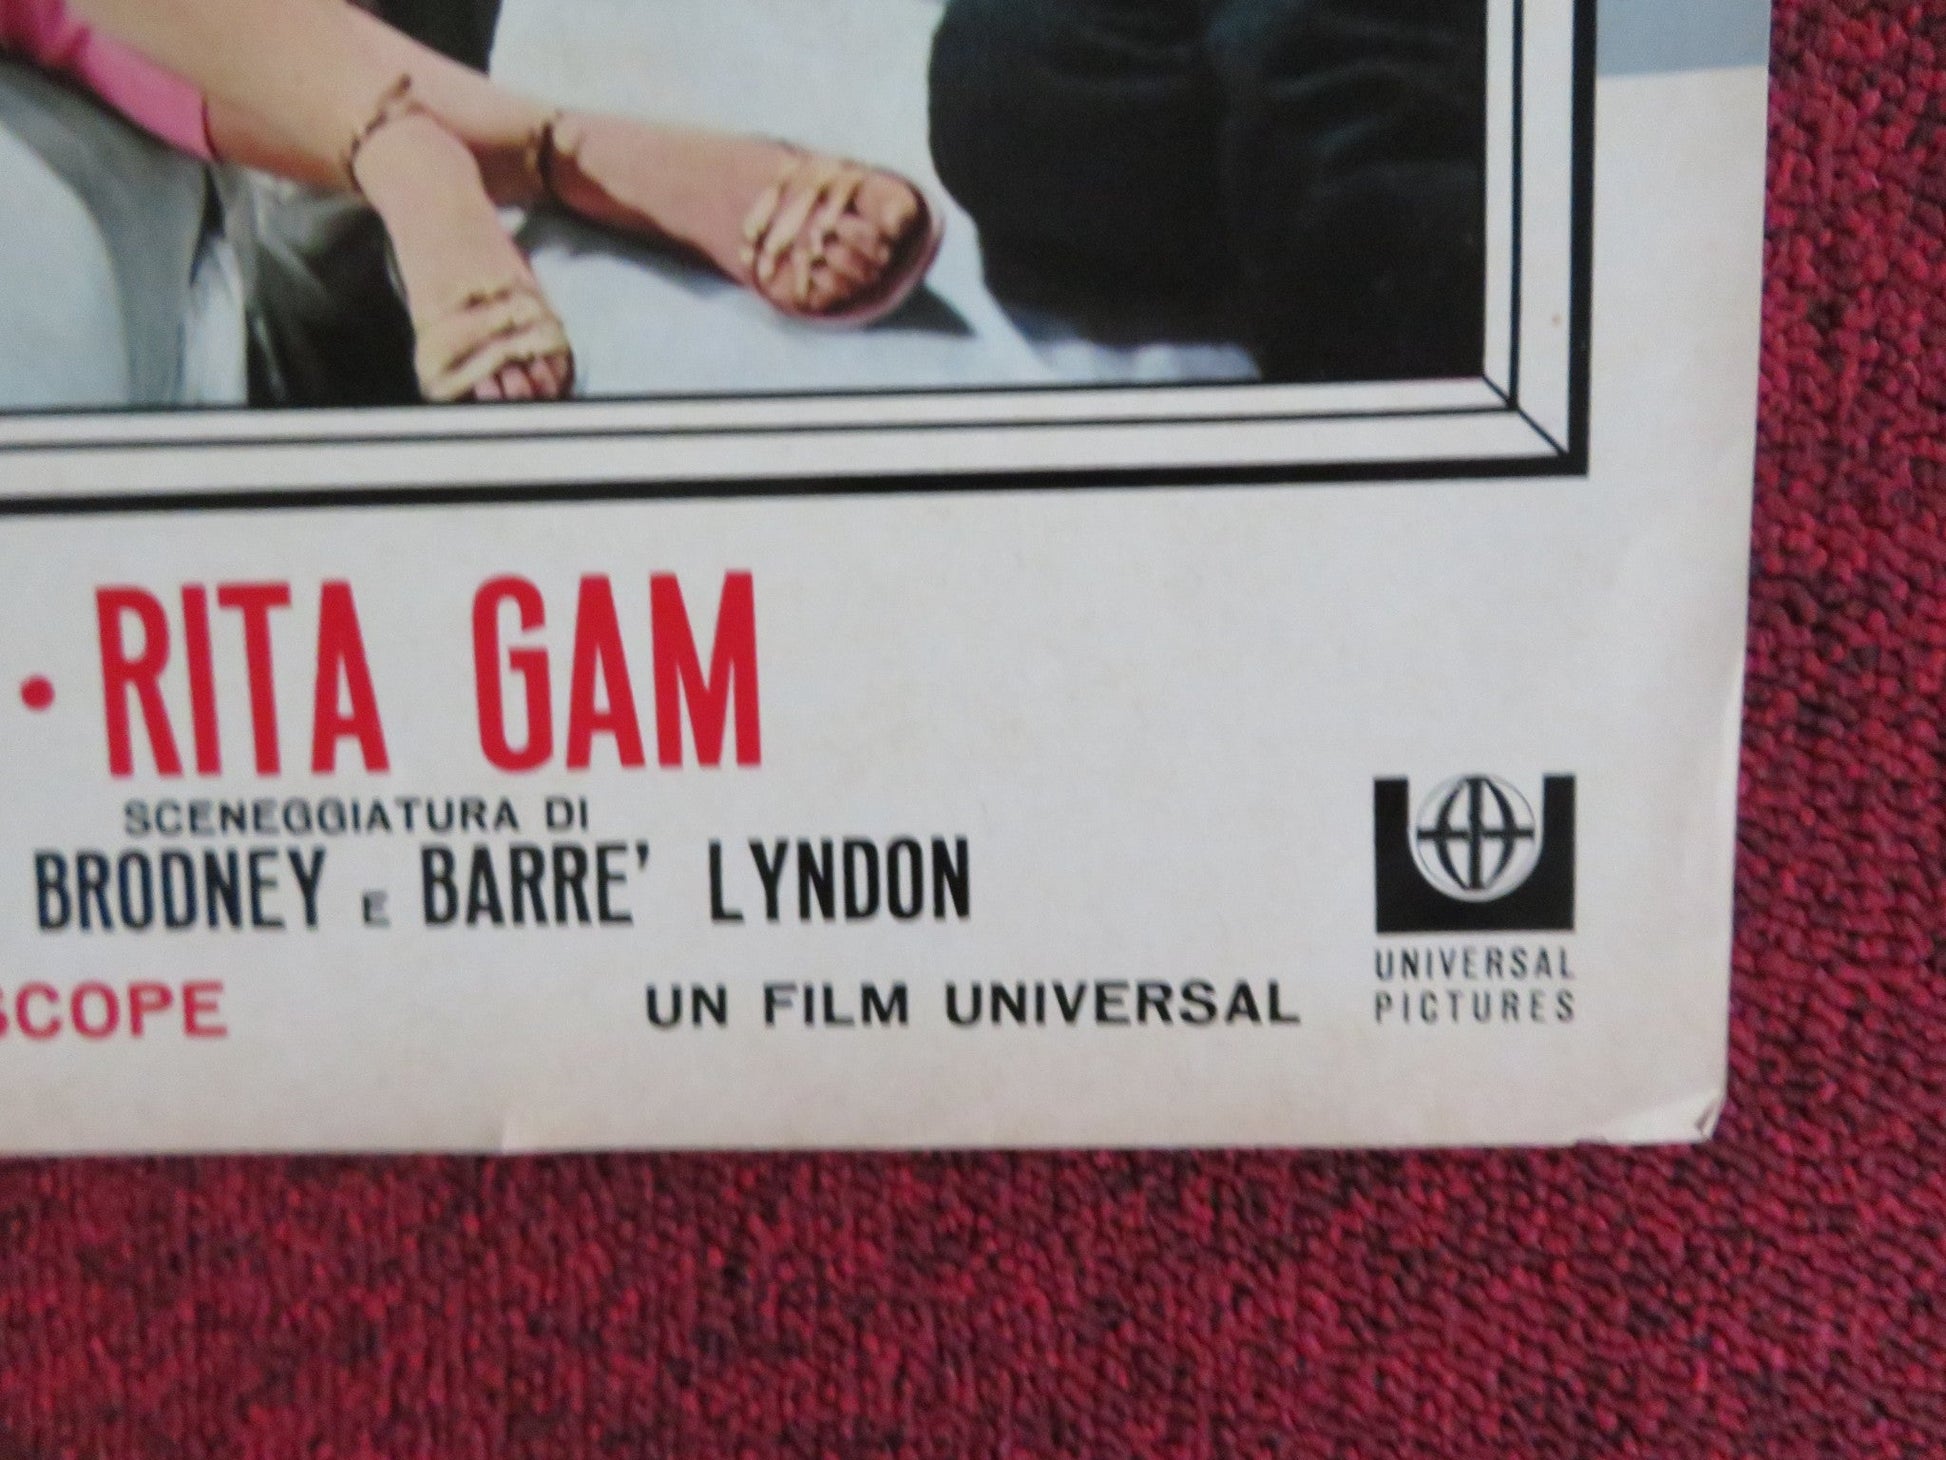 · RITA GAM
SCENEGGIATURA DI
BRODNEY E BARRE' LYNDON
SCOPE
UN FILM UNIVERSAL
UNIVERSAL
PICTURES